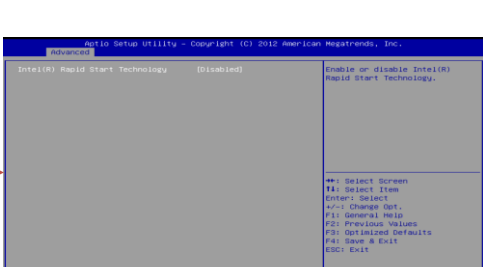 Aptio Setup Utility – Copyright (C) 2012 American Megatrends, Inc.
Advanced
Intel(R) Rapid Start Technology [Disabled]
Enable or disable Intel(R)
Rapid Start Technology.
→←: Select Screen
↑↓: Select Item
Enter: Select
+/-: Change Opt.
F1: General Help
F2: Previous Values
F3: Optimized Defaults
F4: Save & Exit
ESC: Exit